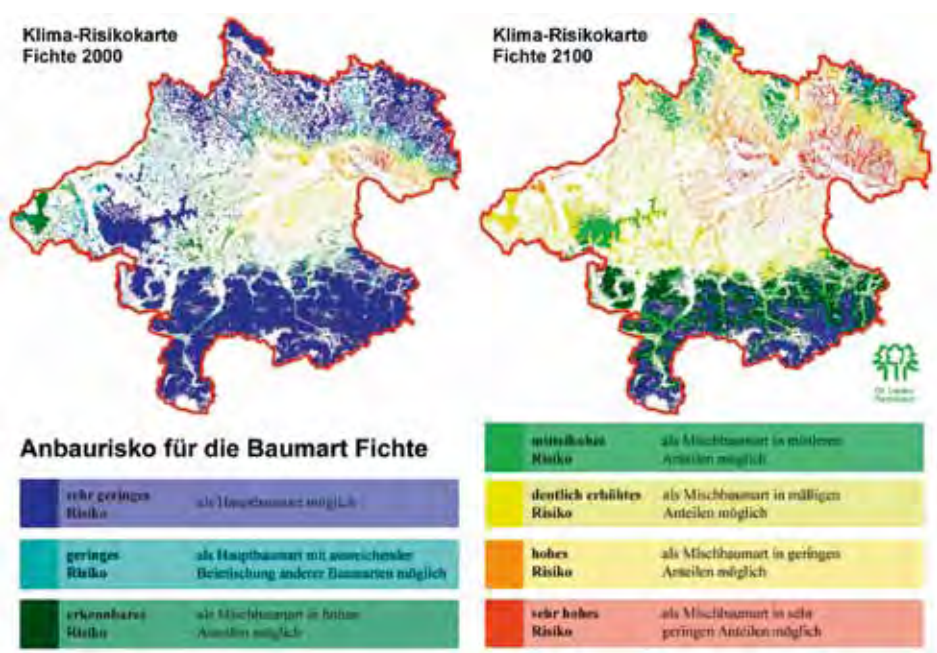 Klima-Risikokarte
Fichte 2000
Klima-Risikokarte
Fichte 2100
Anbaurisiko für die Baumart Fichte
sehr geringes
Risiko
als Hauptbaumart möglich
geringes
Risiko
als Hauptbaumart mit ausreichender
Beimischung anderer Baumarten möglich
erkennbares
Risiko
als Mischbaumart in hohen
Anteilen möglich
mittelhohes
Risiko
als Mischbaumart in mittleren
Anteilen möglich
deutlich erhöhtes
Risiko
als Mischbaumart in mäßigen
Anteilen möglich
hohes
Risiko
als Mischbaumart in geringen
Anteilen möglich
sehr hohes
Risiko
als Mischbaumart in sehr
geringen Anteilen möglich